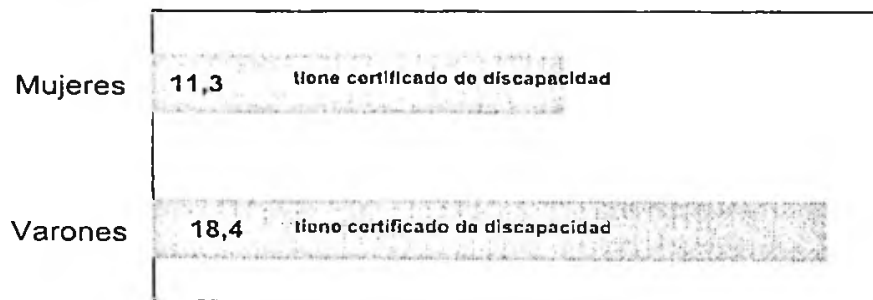 Mujeres 11,3 tiene certificado de discapacidad
Varones 18,4 tiene certificado de discapacidad